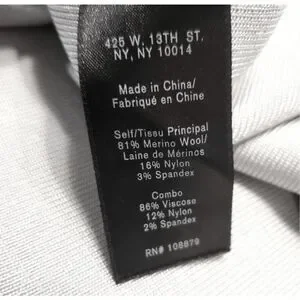 425 W. 13TH ST.
NY, NY 10014
Made in China/
Fabriqué en Chine
Self/Tissu Principal
81% Merino Wool/
Laine de Mérinos
16% Nylon
3% Spandex
Combo
86% Viscose
12% Nylon
2% Spandex
RN# 108879